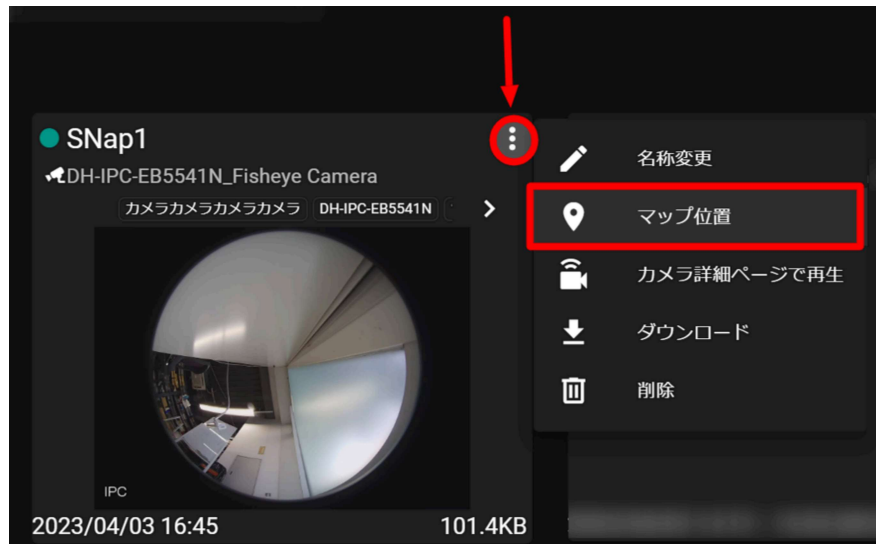 SNap1
DH-IPC-EB5541N_Fisheye Camera
カメラカメラカメラカメラ DH-IPC-EB5541N
IPC
2023/04/03 16:45 101.4KB
名称変更
マップ位置
カメラ詳細ページで再生
ダウンロード
削除